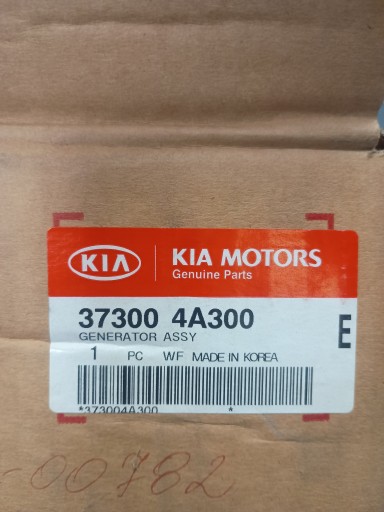 KIA KIA MOTORS
Genuine Parts
37300 4A300
GENERATOR ASSY
E
1 PC WF MADE IN KOREA
*373004A300 *
-00782